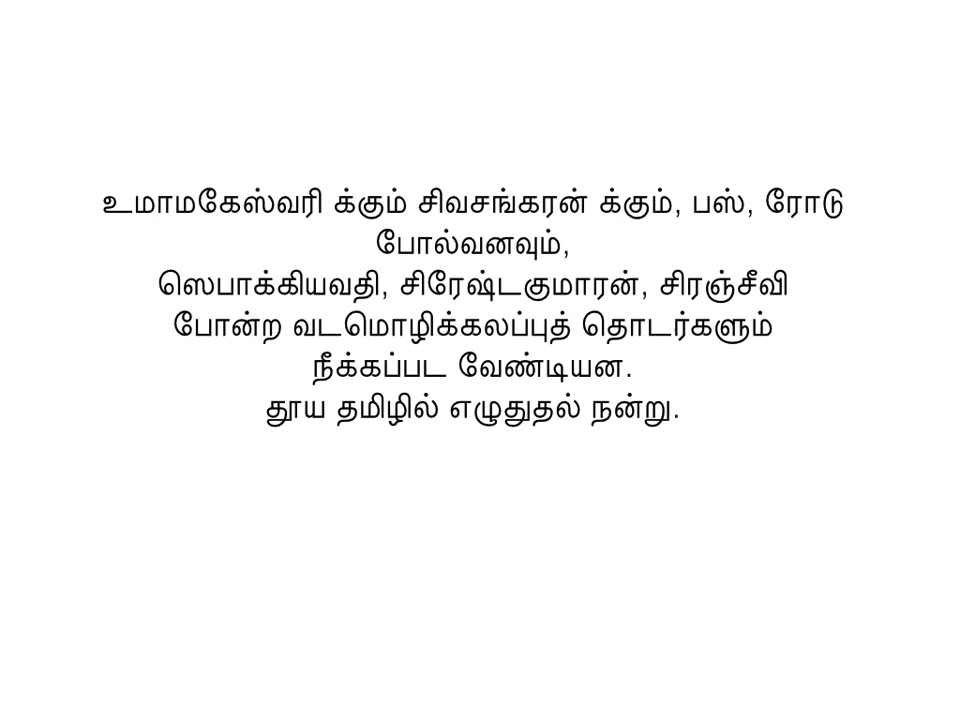 உமாமகேஸ்வரி க்கும் சிவசங்கரன் க்கும், பஸ், ரோடு
போல்வனவும்,
ஸெபாக்கியவதி, சிரேஷ்டகுமாரன், சிரஞ்சீவி
போன்ற வடமொழிக்கலப்புத் தொடர்களும்
நீக்கப்பட வேண்டியன.
தூய தமிழில் எழுதுதல் நன்று.